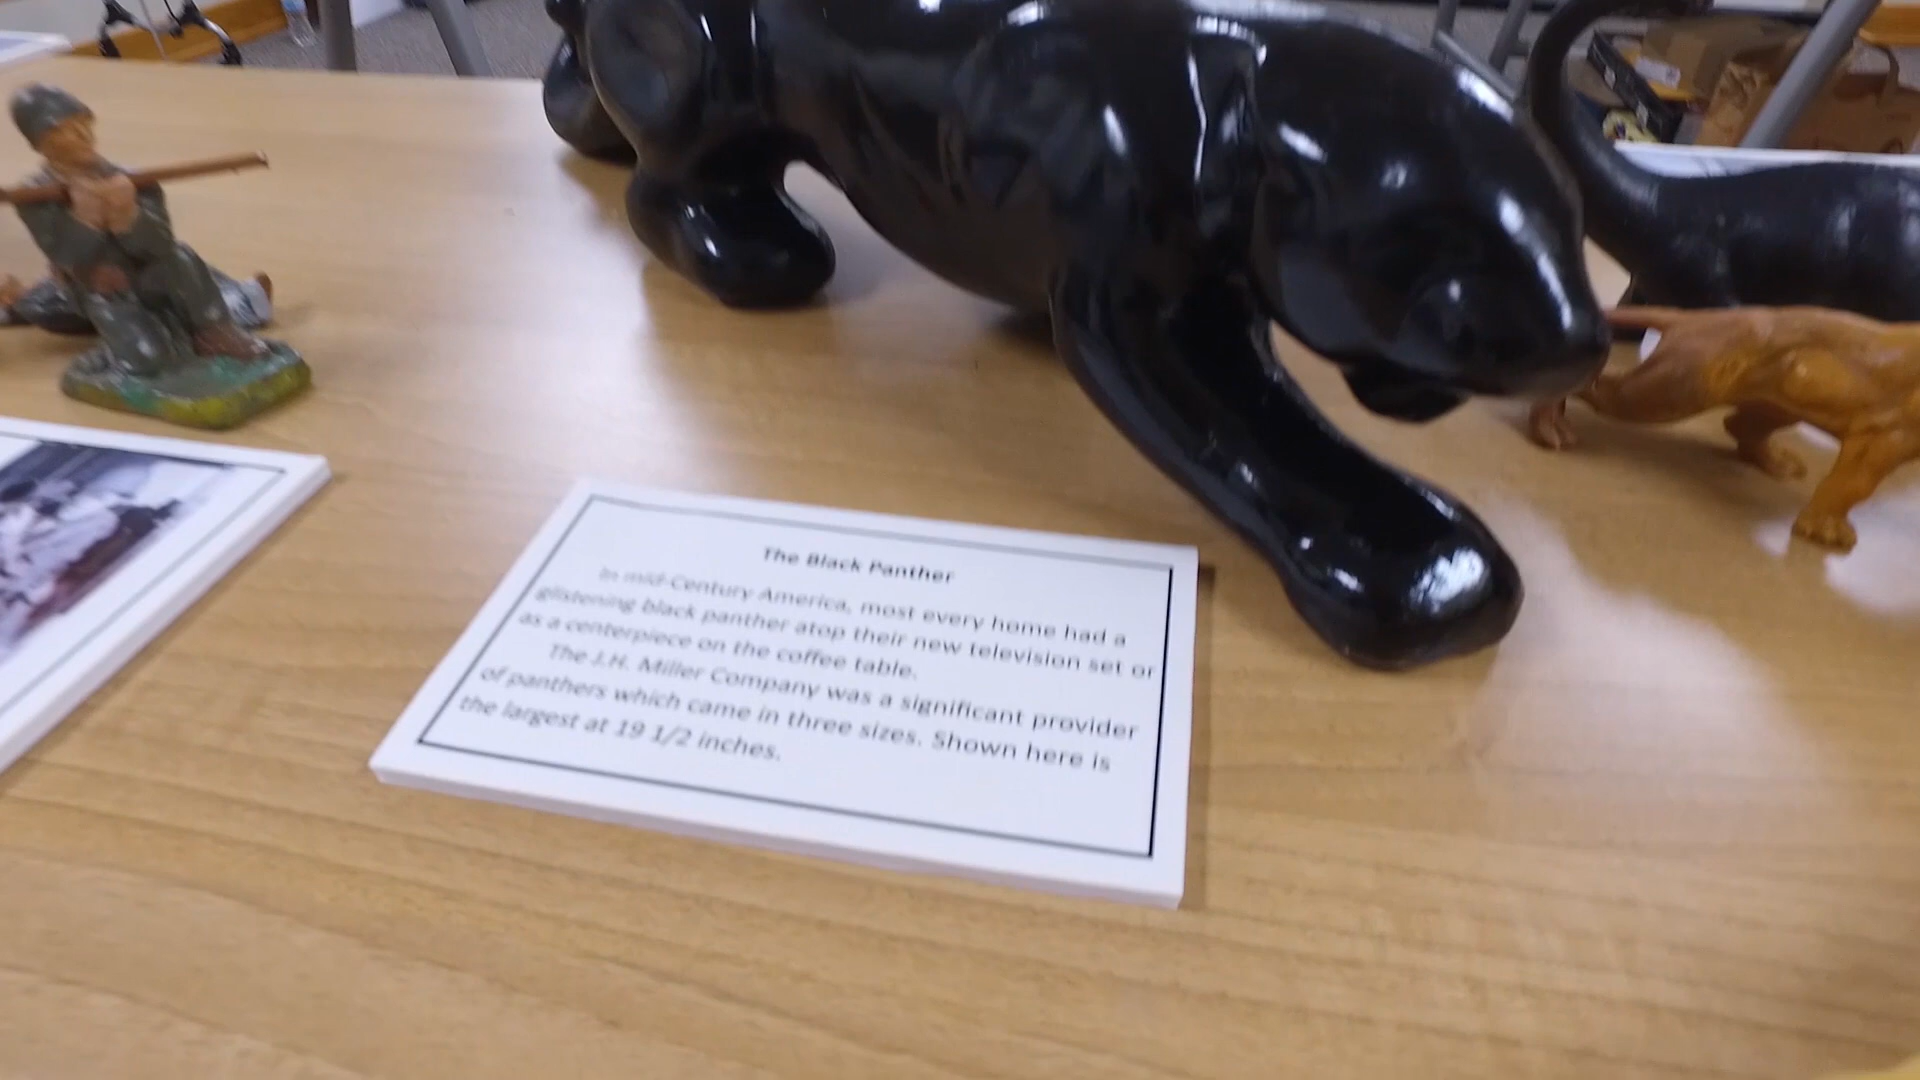 The Black Panther
In mid-Century America, most every home had a
glistening black panther atop their new television set or
as a centerpiece on the coffee table.
The J.H. Miller Company was a significant provider
of panthers which came in three sizes. Shown here is
the largest at 19 1/2 inches.